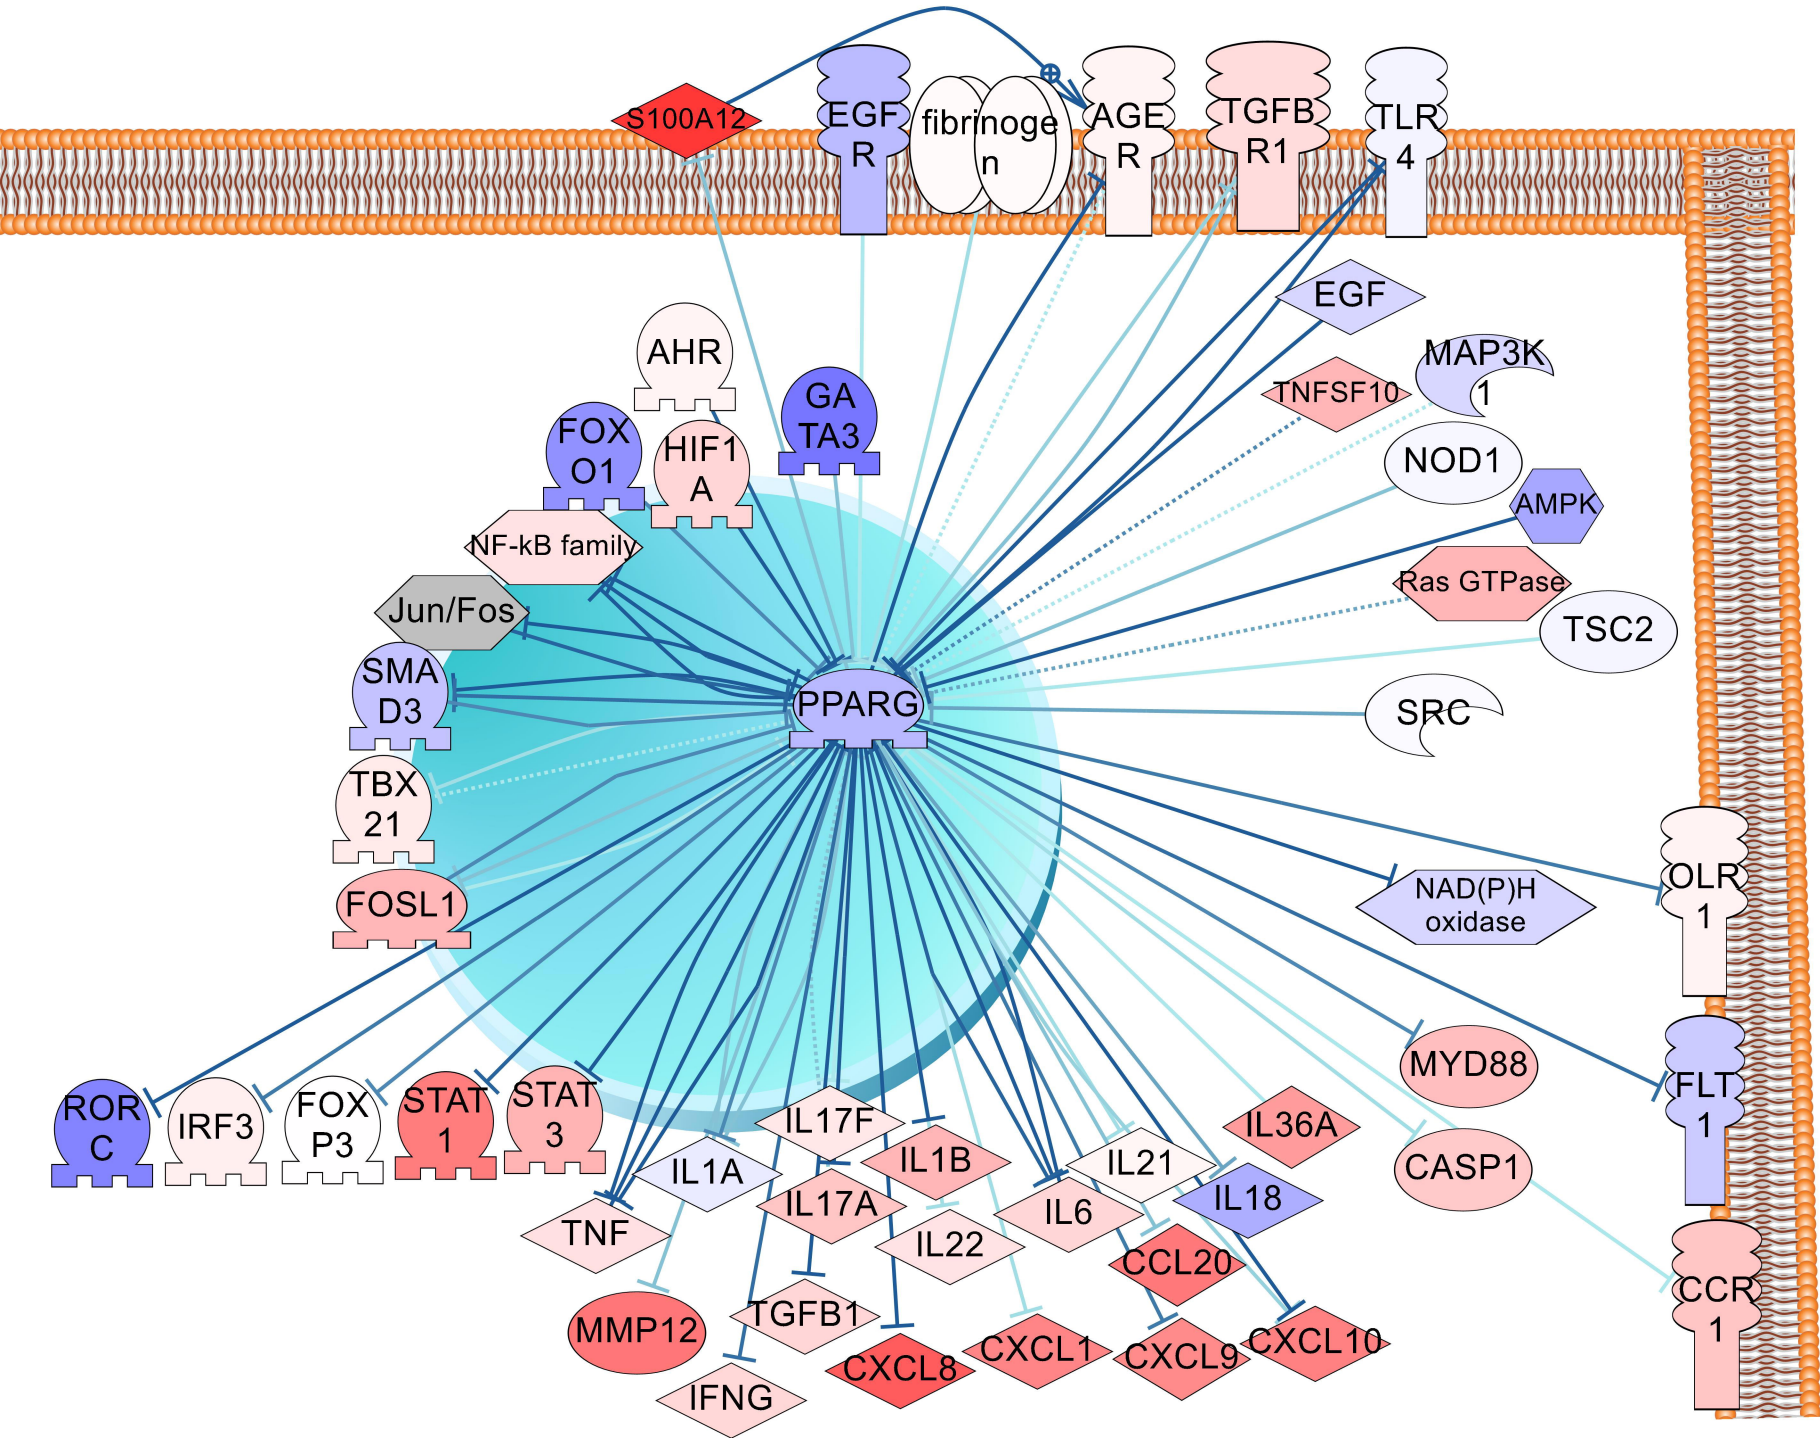 S100A12
EGF
R
fibrinoge
n
AGE
R
TGFB
R1
TLR
4
EGF
AHR
MAP3K
1
TNFSF10
GA
TA3
FOX
O1
HIF1
A
NOD1
AMPK
NF-kB family
Ras GTPase
Jun/Fos
TSC2
SMA
D3
PPARG
SRC
TBX
21
FOSL1
OLR
1
NAD(P)H
oxidase
MYD88
FLT
1
ROR
C
IRF3
FOX
P3
STAT
1
STAT
3
IL17F
IL36A
IL1A
IL1B
IL21
CASP1
IL17A
IL6
IL18
TNF
IL22
CCL20
CCR
1
MMP12
TGFB1
CXCL8
CXCL1
CXCL9
CXCL10
IFNG